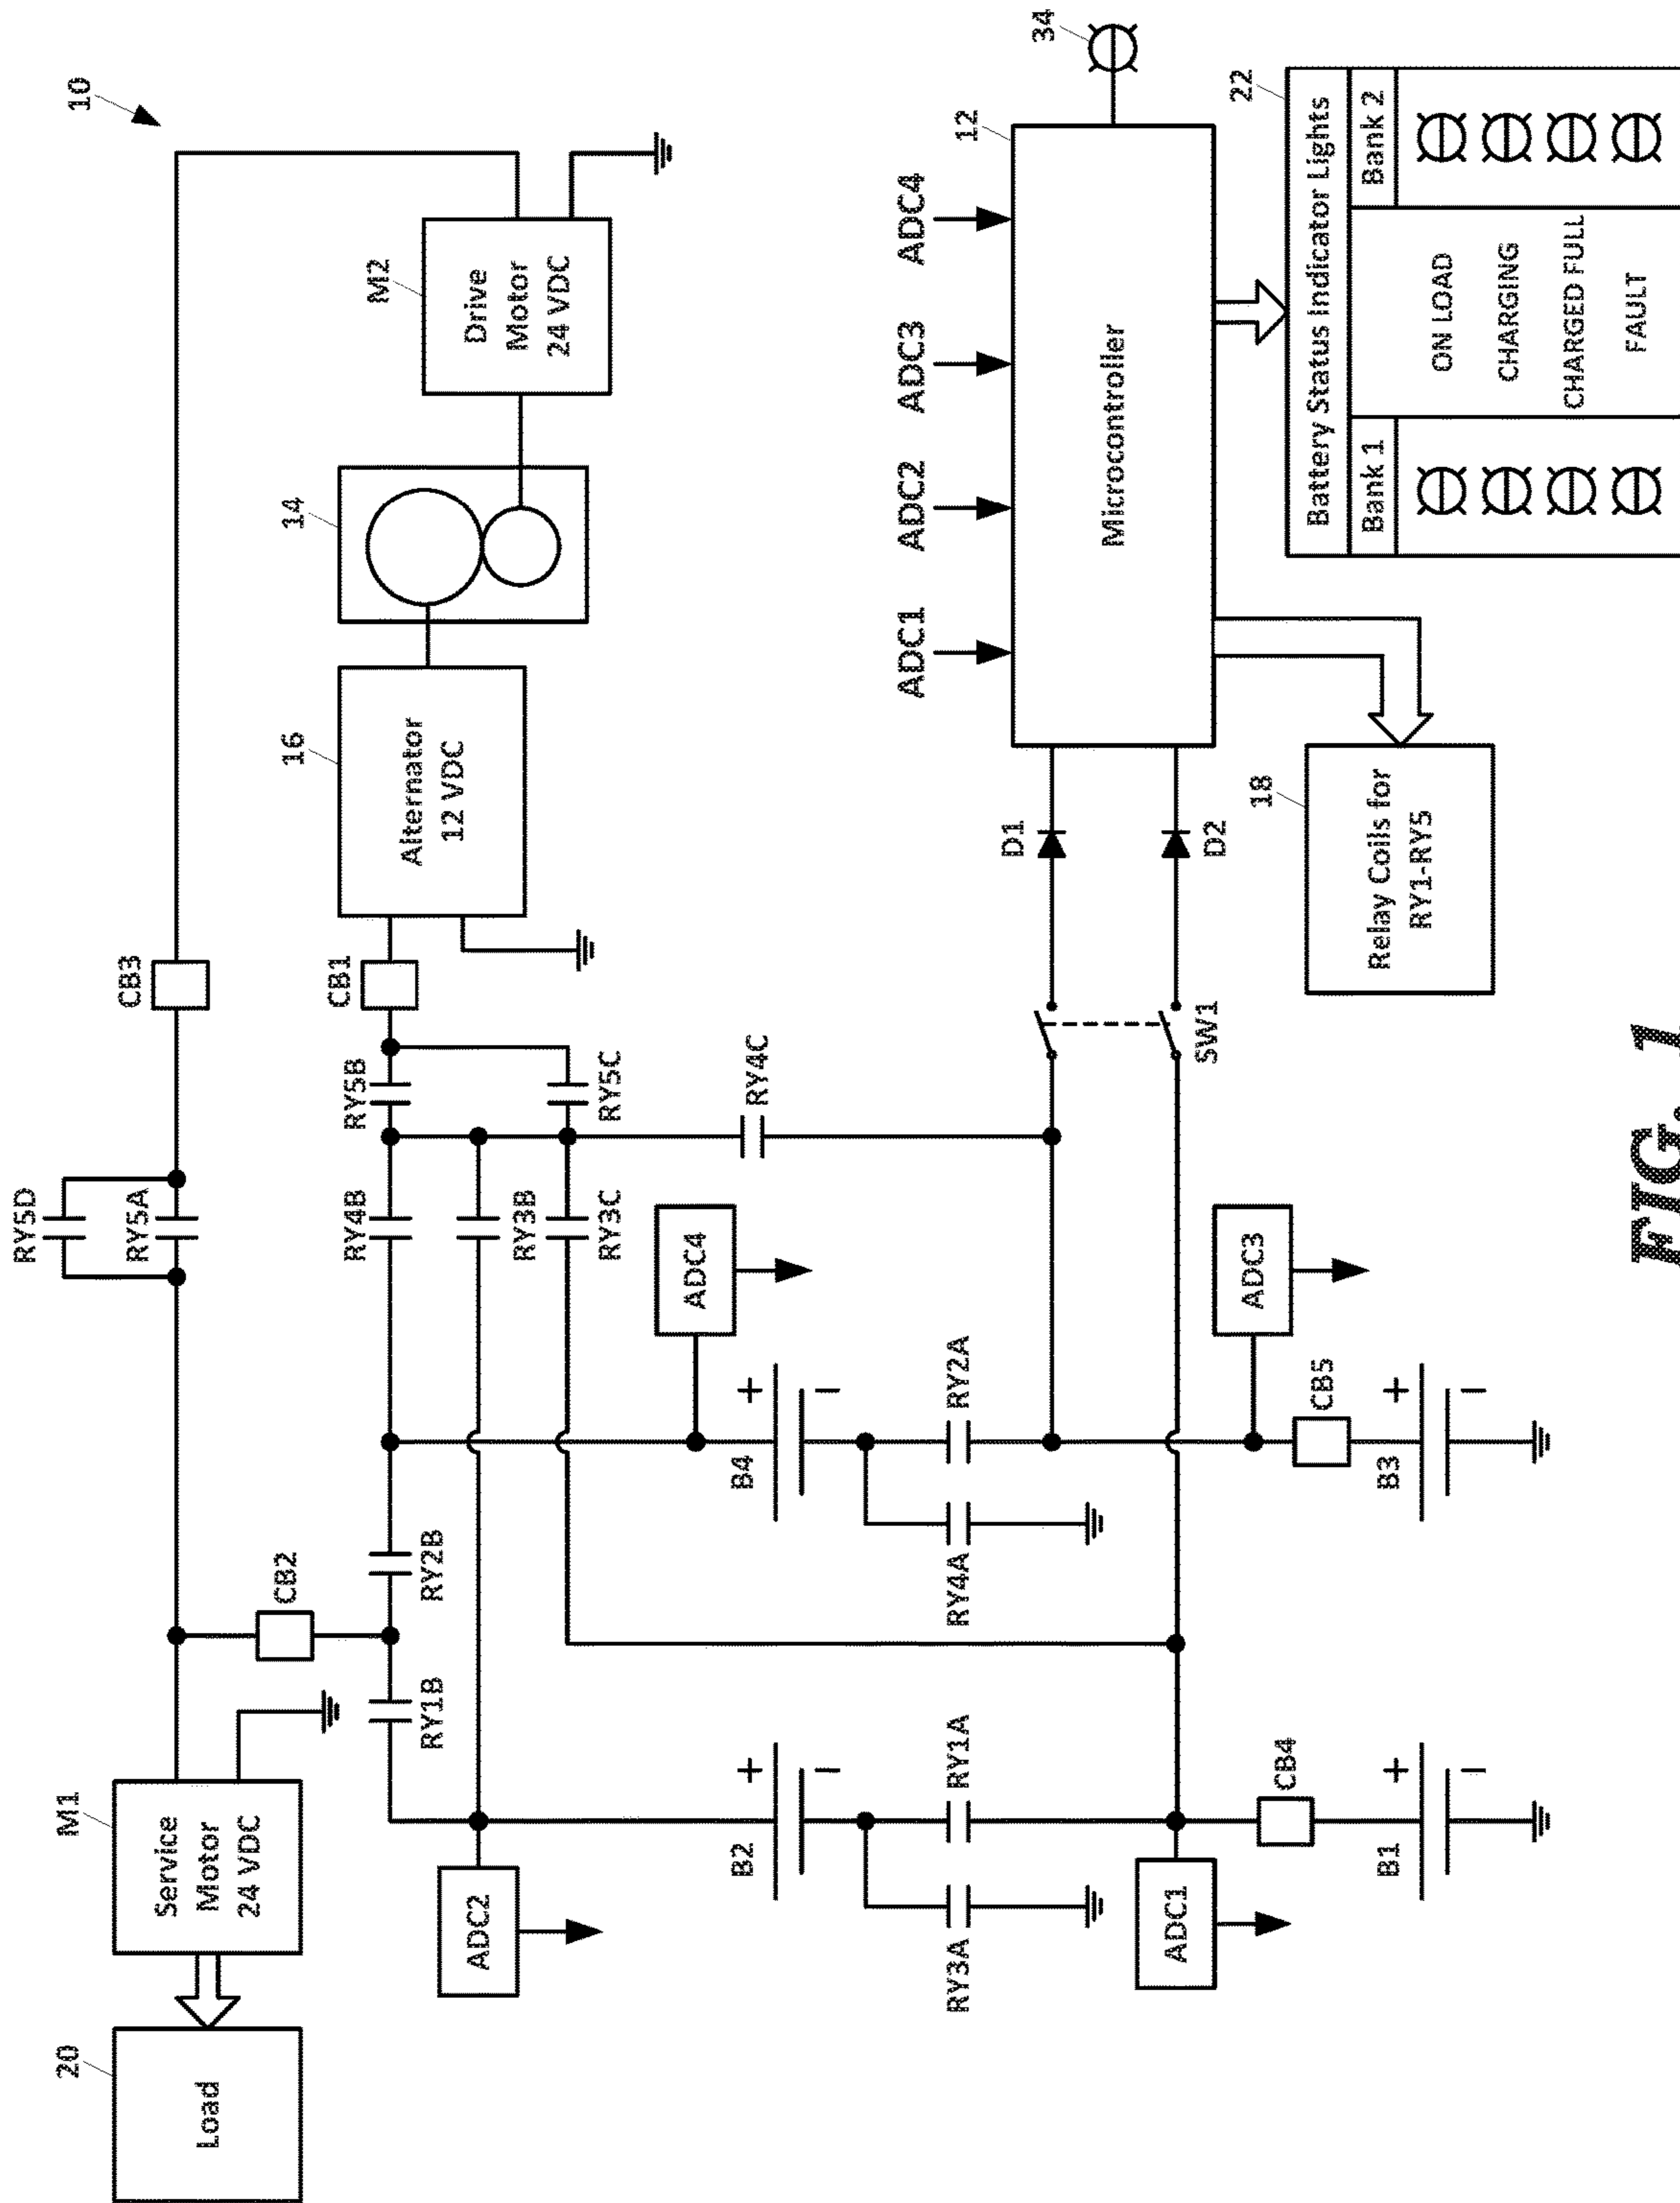 10
20
Load
M1
Service
Motor
24 VDC
CB2
RY5D
RY5A
CB3
M2
Drive
Motor
24 VDC
14
16
Alternator
12 VDC
CB1
RY1B
RY2B
RY4B
RY5B
RY3B
RY3C
RY5C
RY4C
ADC2
ADC4
B2
+
−
B4
+
−
RY3A
RY1A
RY4A
RY2A
ADC1
ADC3
CB4
CB5
B1
+
−
B3
+
−
SW1
D1
D2
ADC1
ADC2
ADC3
ADC4
12
Microcontroller
34
18
Relay Coils for
RY1-RY5
22
Battery Status Indicator Lights
Bank 1
Bank 2
ON LOAD
CHARGING
CHARGED FULL
FAULT
FIG. 1